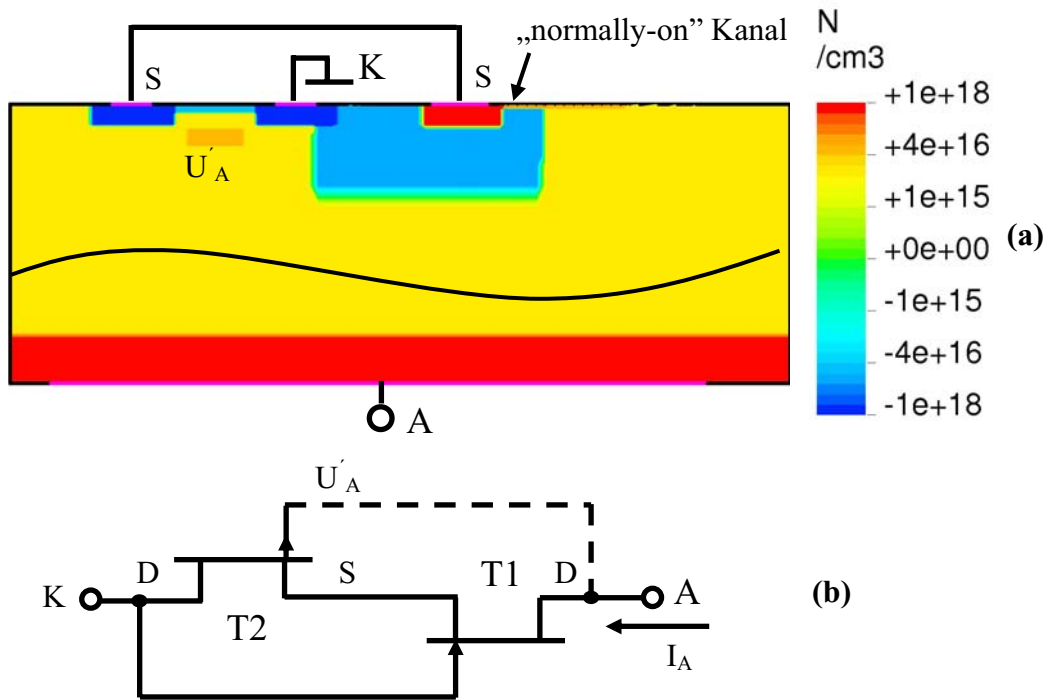 „normally-on” Kanal
N
/cm3
S
K
S
U´A
+1e+18
+4e+16
+1e+15
+0e+00
-1e+15
-4e+16
-1e+18
(a)
A
U´A
D
S
T1
D
K
A
T2
IA
(b)